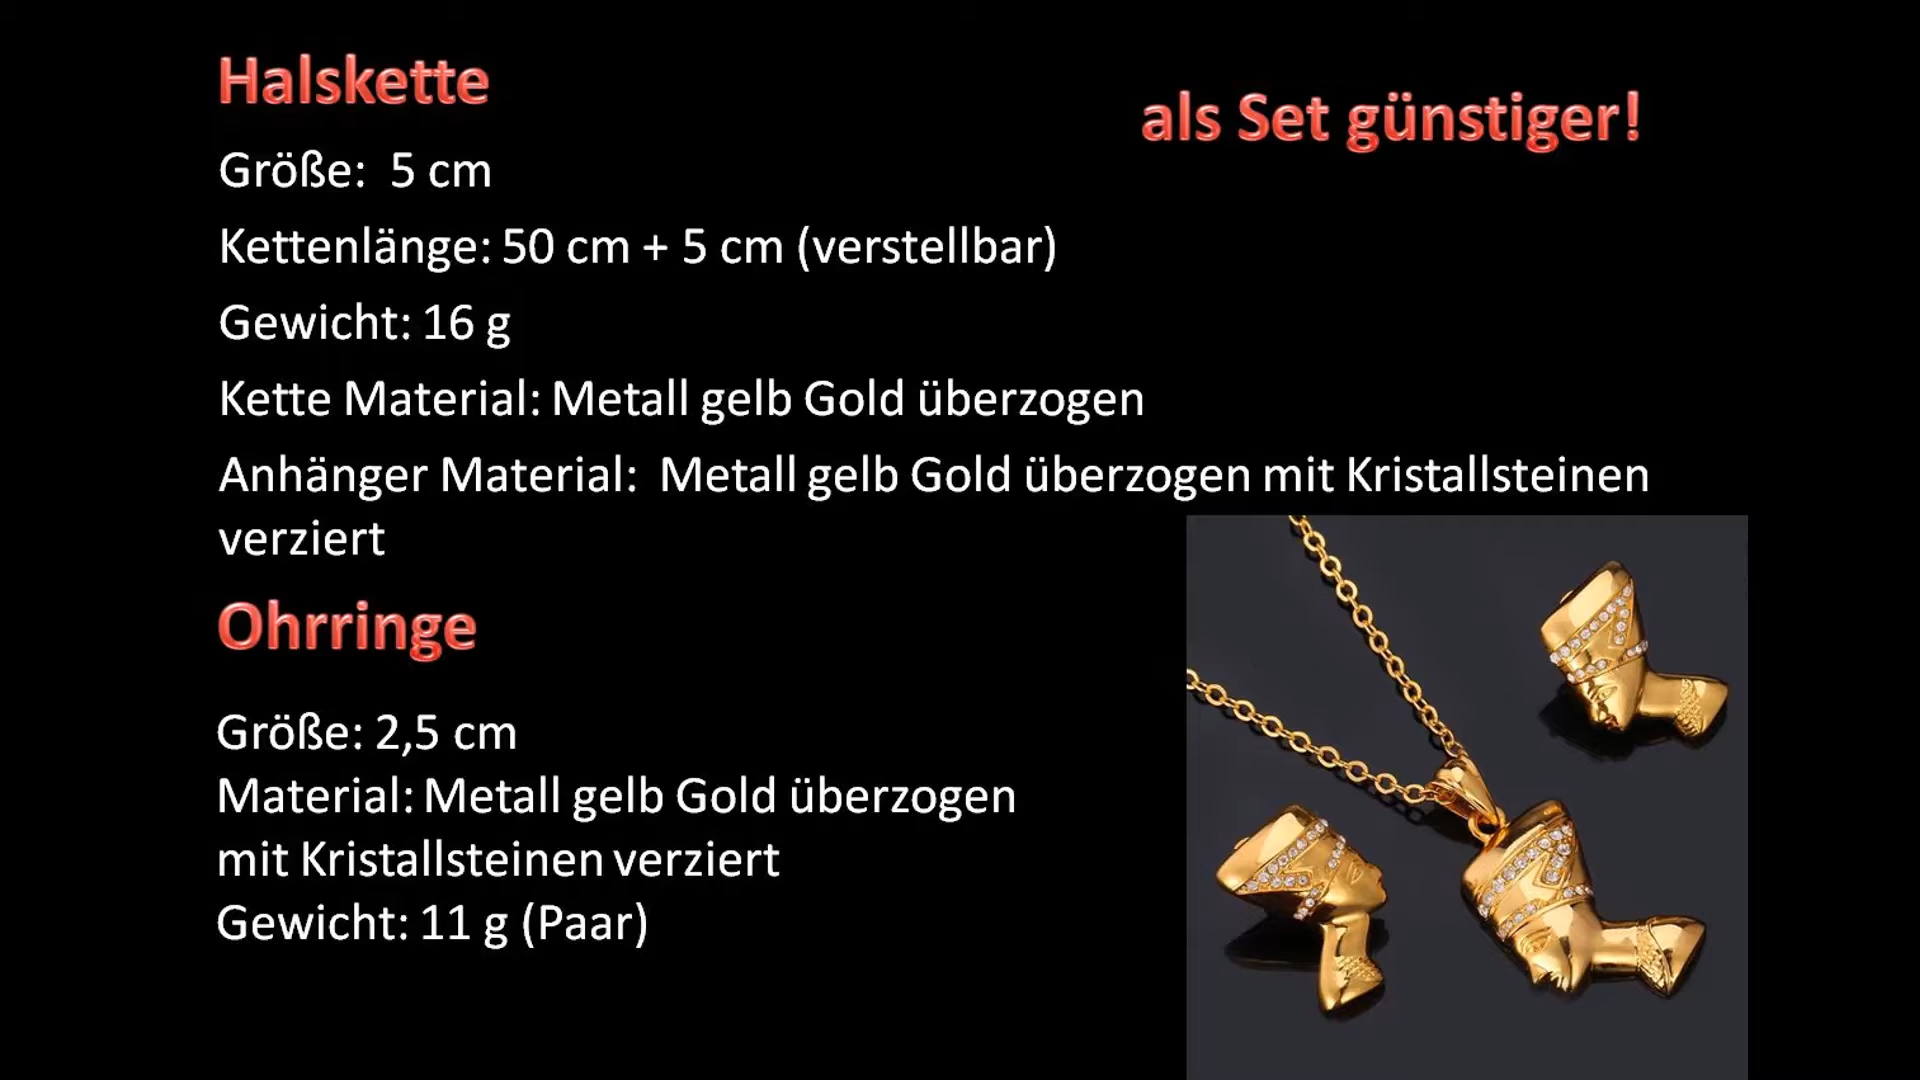 Halskette
als Set günstiger!
Größe: 5 cm
Kettenlänge: 50 cm + 5 cm (verstellbar)
Gewicht: 16 g
Kette Material: Metall gelb Gold überzogen
Anhänger Material: Metall gelb Gold überzogen mit Kristallsteinen
verziert
Ohrringe
Größe: 2,5 cm
Material: Metall gelb Gold überzogen
mit Kristallsteinen verziert
Gewicht: 11 g (Paar)